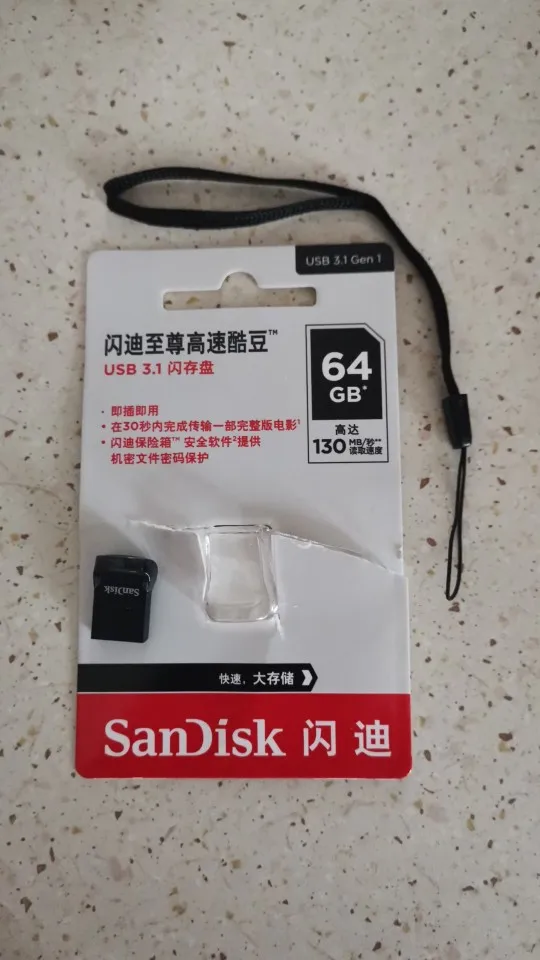 USB 3.1 Gen 1
闪迪至尊高速酷豆™
USB 3.1 闪存盘
64
GB*
高达
130 MB/秒**
读取速度
· 即插即用
· 在30秒内完成传输一部完整版电影¹
· 闪迪保险箱™ 安全软件²提供
机密文件密码保护
SanDisk
快速，大存储
SanDisk 闪迪